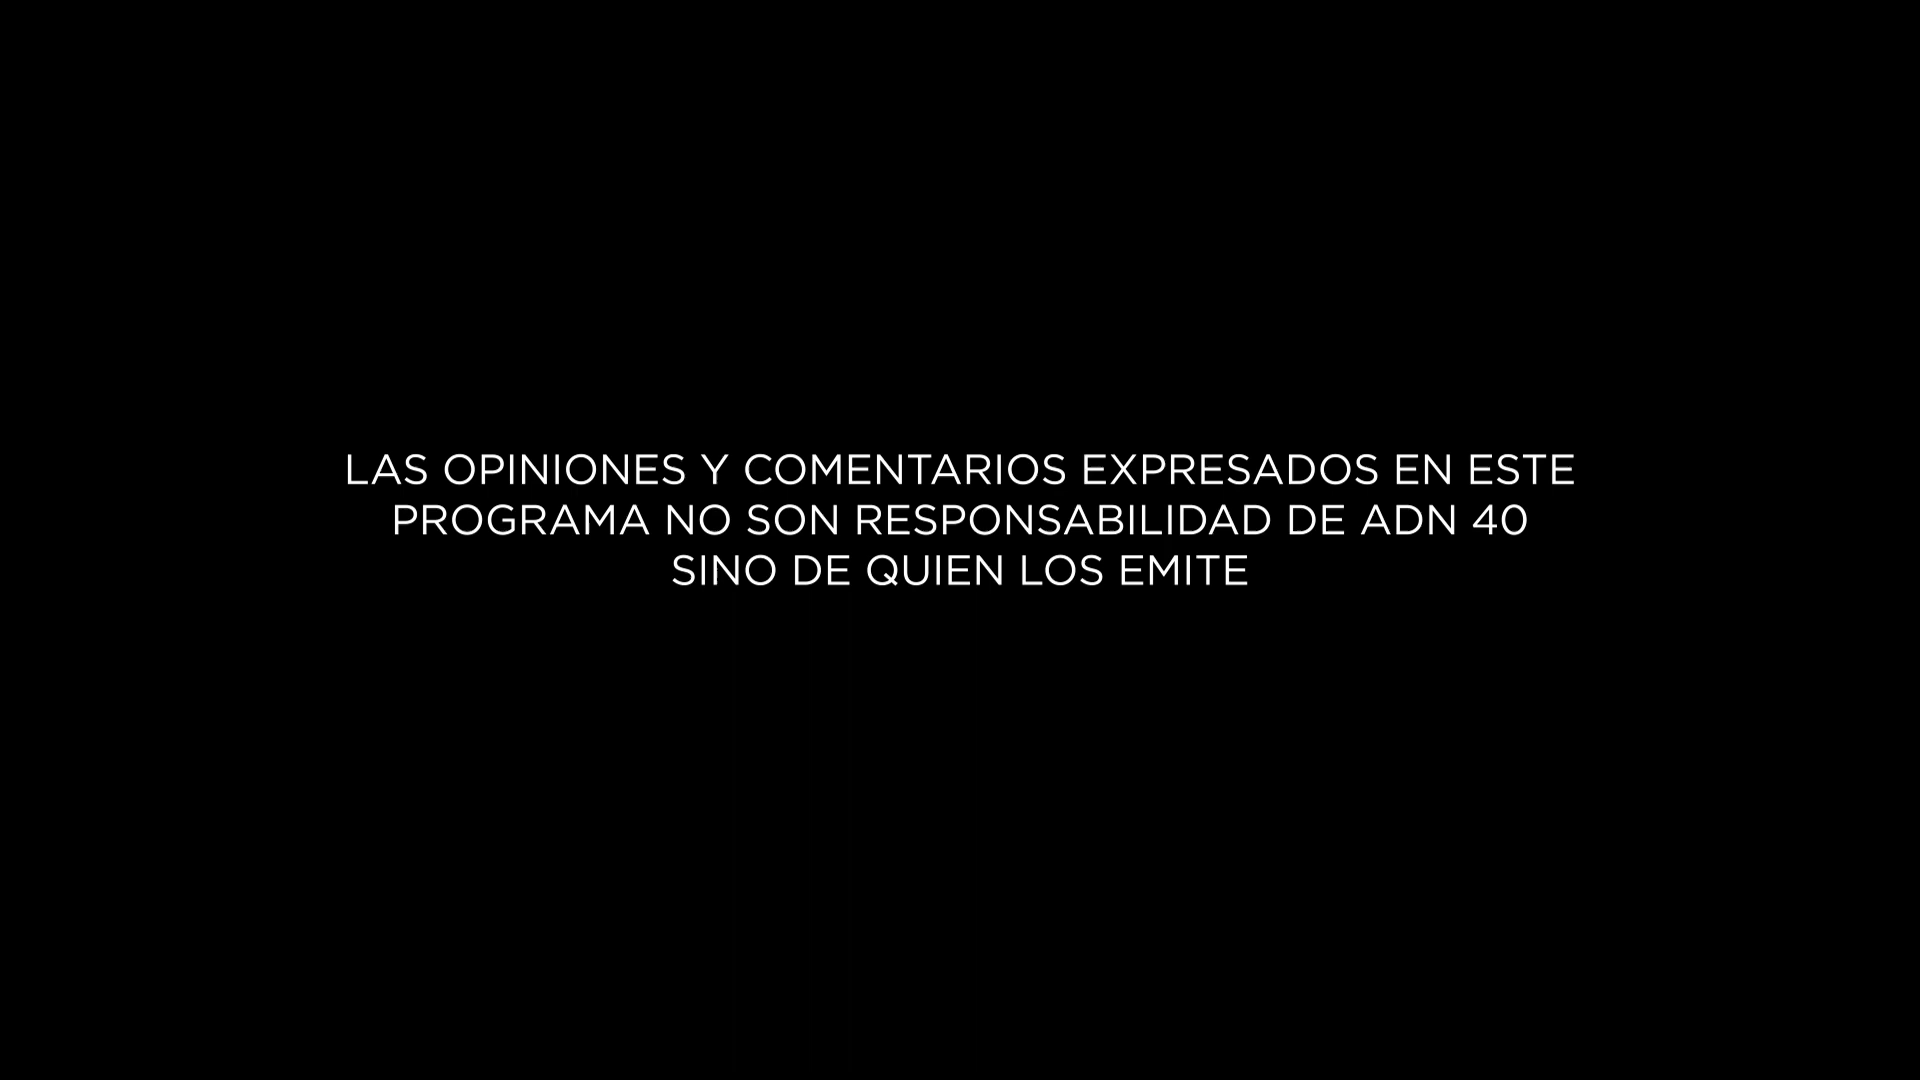 LAS OPINIONES Y COMENTARIOS EXPRESADOS EN ESTE
PROGRAMA NO SON RESPONSABILIDAD DE ADN 40
SINO DE QUIEN LOS EMITE